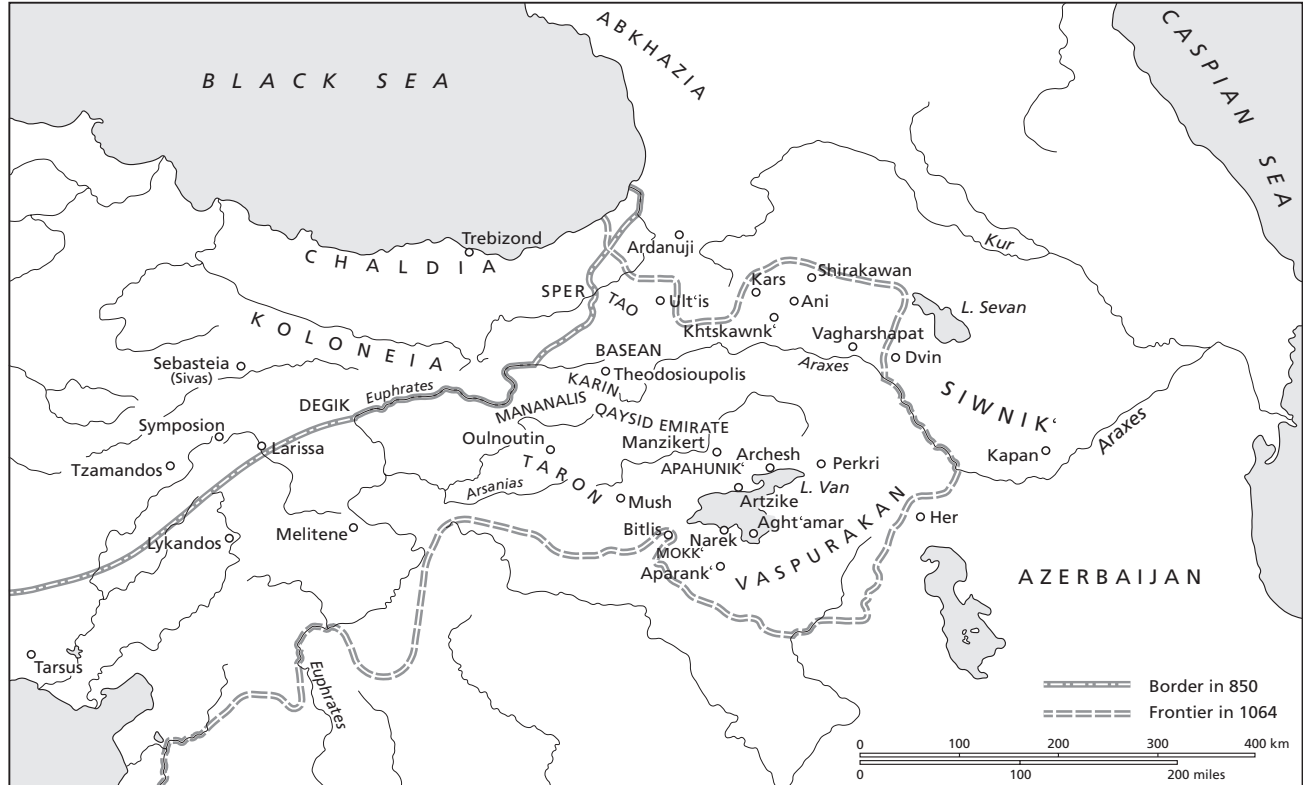 BLACK SEA
ABKHAZIA
CASPIAN SEA
Trebizond
CHALDIA
Ardanuji
Kur
SPER
TAO
Ult‘is
Kars
Shirakawan
Ani
L. Sevan
Khtskawnk‘
KOLONEIA
Vagharshapat
Dvin
BASEAN
Araxes
Sebasteia
(Sivas)
Theodosioupolis
KARIN
Euphrates
DEGIK
MANANALIS
QAYSID EMIRATE
SIWNIK‘
Araxes
Symposion
Larissa
Oulnoutin
Manzikert
Kapan
Tzamandos
TARON
APAHUNIK‘
Archesh
Perkri
Arsanias
L. Van
Mush
Artzike
Melitene
Bitlis
Narek
Aght‘amar
Her
Lykandos
MOKK‘
Aparank‘
VASPURAKAN
AZERBAIJAN
Tarsus
Euphrates
Border in 850
Frontier in 1064
0 100 200 300 400 km
0 100 200 miles